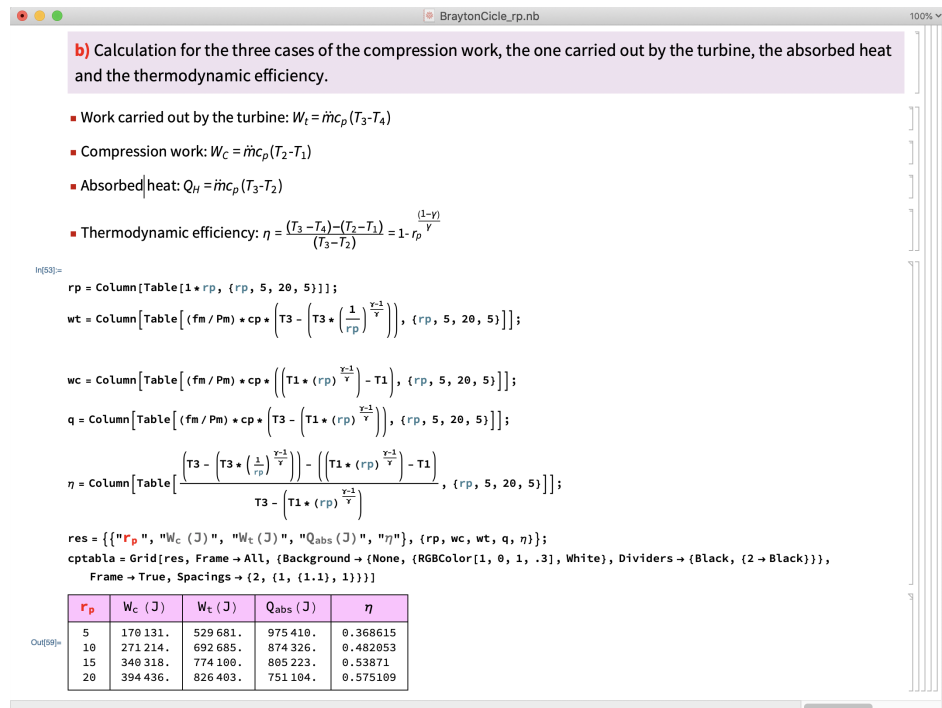 BraytonCicle_rp.nb
100%
b) Calculation for the three cases of the compression work, the one carried out by the turbine, the absorbed heat
and the thermodynamic efficiency.
▪ Work carried out by the turbine: Wₜ = m̈cₚ(T₃-T₄)
▪ Compression work: W_C = m̈cₚ(T₂-T₁)
▪ Absorbed heat: Q_H = m̈cₚ(T₃-T₂)
▪ Thermodynamic efficiency: η = ((T₃ -T₄)-(T₂-T₁))/(T₃-T₂) = 1- rₚ^((1-γ)/γ)
In[53]:=
rp = Column[Table[1*rp, {rp, 5, 20, 5}]];
wt = Column[Table[(fm / Pm) * cp * (T3 - (T3 * (1/rp)^((γ-1)/γ))), {rp, 5, 20, 5}]];
wc = Column[Table[(fm / Pm) * cp * ((T1 * (rp)^((γ-1)/γ)) - T1), {rp, 5, 20, 5}]];
q = Column[Table[(fm / Pm) * cp * (T3 - (T1 * (rp)^((γ-1)/γ))), {rp, 5, 20, 5}]];
η = Column[Table[((T3 - (T3 * (1/rp)^((γ-1)/γ))) - ((T1 * (rp)^((γ-1)/γ)) - T1))/(T3 - (T1 * (rp)^((γ-1)/γ))), {rp, 5, 20, 5}]];
res = {{"rₚ ", "W_c (J)", "Wₜ (J)", "Q_abs (J)", "η"}, {rp, wc, wt, q, η}};
cptabla = Grid[res, Frame → All, {Background → {None, {RGBColor[1, 0, 1, .3], White}, Dividers → {Black, {2 → Black}}},
Frame → True, Spacings → {2, {1, {1.1}, 1}}}]
Out[59]=
rₚ W_c (J) Wₜ (J) Q_abs (J) η
5 170131. 529681. 975410. 0.368615
10 271214. 692685. 874326. 0.482053
15 340318. 774100. 805223. 0.53871
20 394436. 826403. 751104. 0.575109